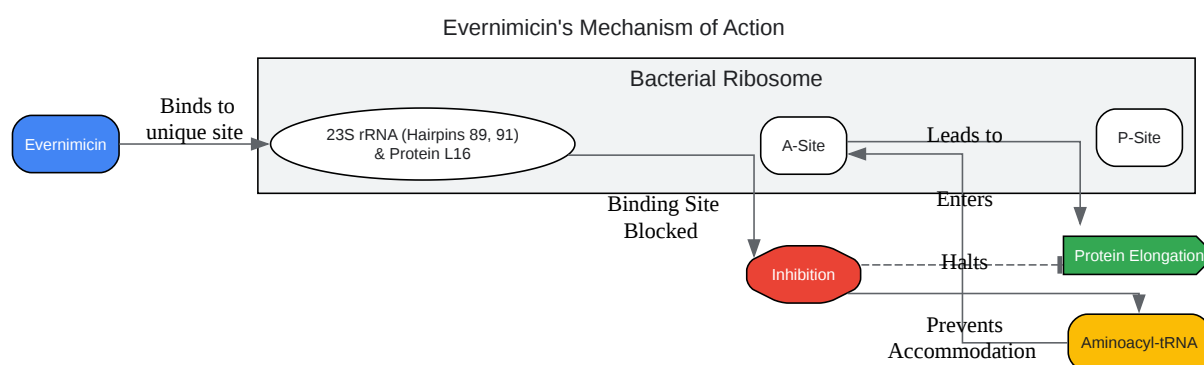 Evernimicin's Mechanism of Action
Bacterial Ribosome
Binds to
unique site
Evernimicin
23S rRNA (Hairpins 89, 91)
& Protein L16
A-Site
Leads to
P-Site
Enters
Binding Site
Blocked
Inhibition
Halts
Protein Elongation
Prevents
Accommodation
Aminoacyl-tRNA